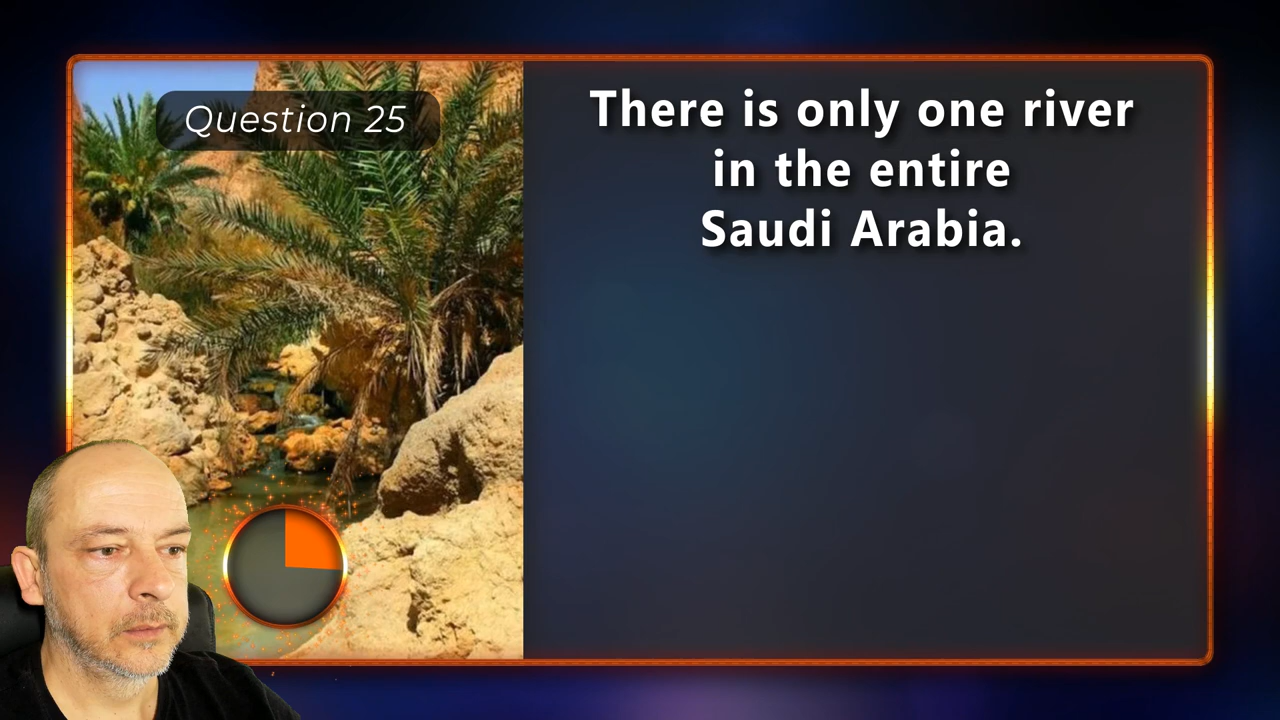 Question 25
There is only one river
in the entire
Saudi Arabia.